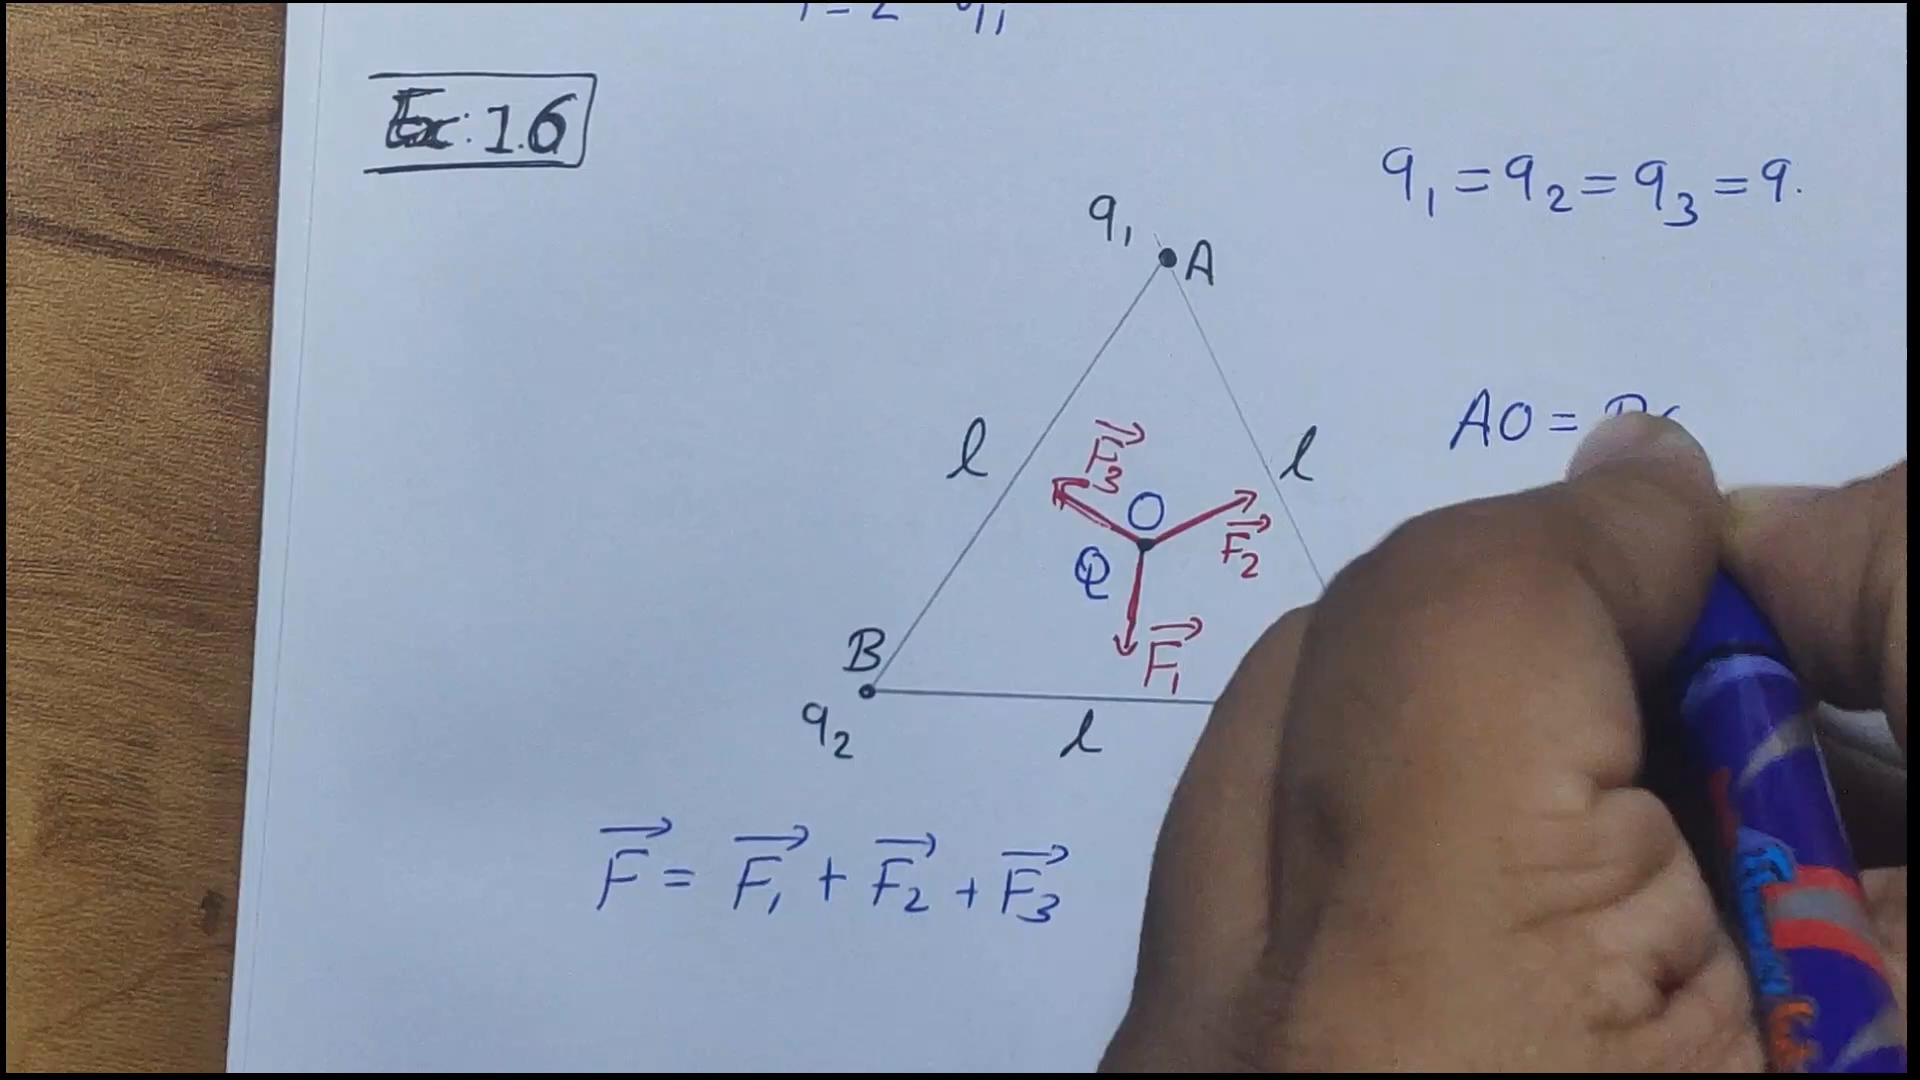 Ex: 1.6
q₁ = q₂ = q₃ = q.
q₁
A
AO =
l
l
F₃
O
F₂
Q
F₁
B
q₂
l
F = F₁ + F₂ + F₃